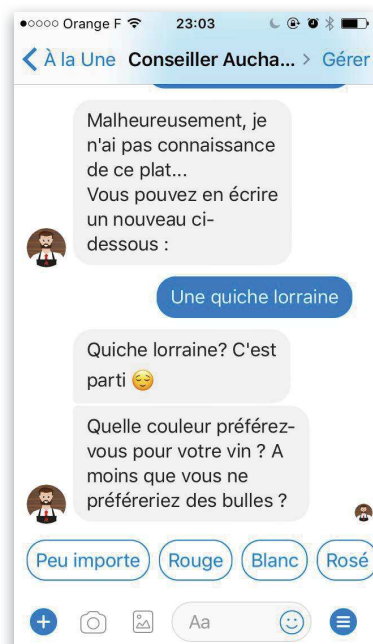 Orange F 23:03
À la Une Conseiller Aucha... > Gérer
Malheureusement, je
n'ai pas connaissance
de ce plat...
Vous pouvez en écrire
un nouveau ci-
dessous :
Une quiche lorraine
Quiche lorraine? C'est
parti 😌
Quelle couleur préférez-
vous pour votre vin ? A
moins que vous ne
préféreriez des bulles ?
Peu importe Rouge Blanc Rosé
Aa